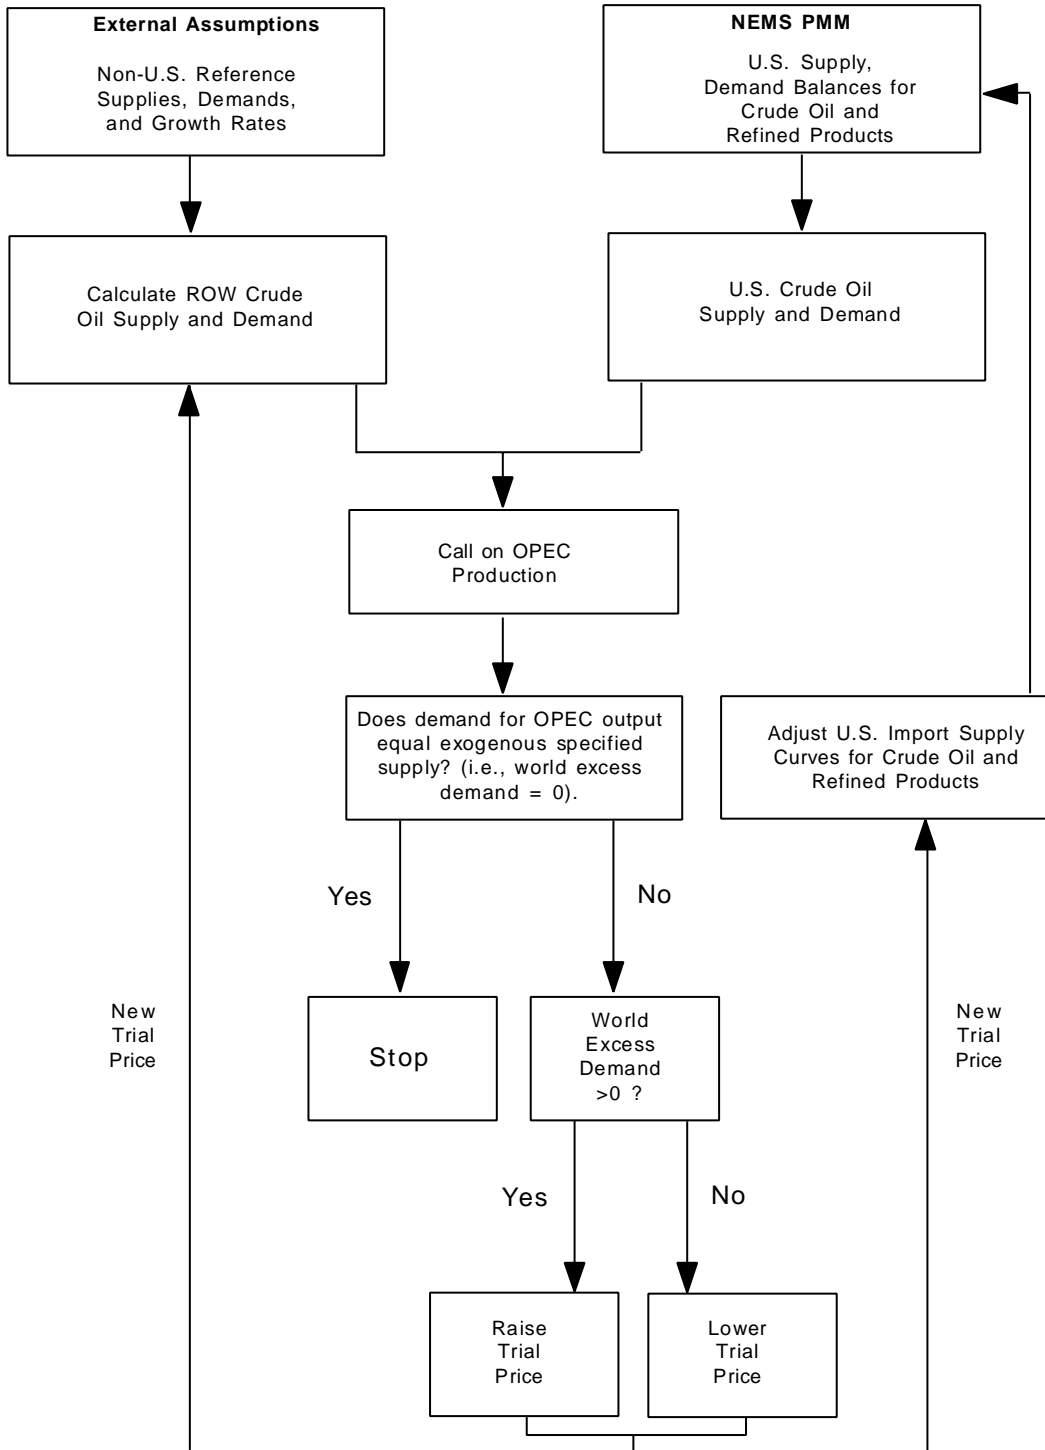 External Assumptions
Non-U.S. Reference
Supplies, Demands,
and Growth Rates
NEMS PMM
U.S. Supply,
Demand Balances for
Crude Oil and
Refined Products
Calculate ROW Crude
Oil Supply and Demand
U.S. Crude Oil
Supply and Demand
Call on OPEC
Production
Does demand for OPEC output
equal exogenous specified
supply? (i.e., world excess
demand = 0).
Adjust U.S. Import Supply
Curves for Crude Oil and
Refined Products
Yes
No
New
Trial
Price
Stop
World
Excess
Demand
>0 ?
New
Trial
Price
Yes
No
Raise
Trial
Price
Lower
Trial
Price